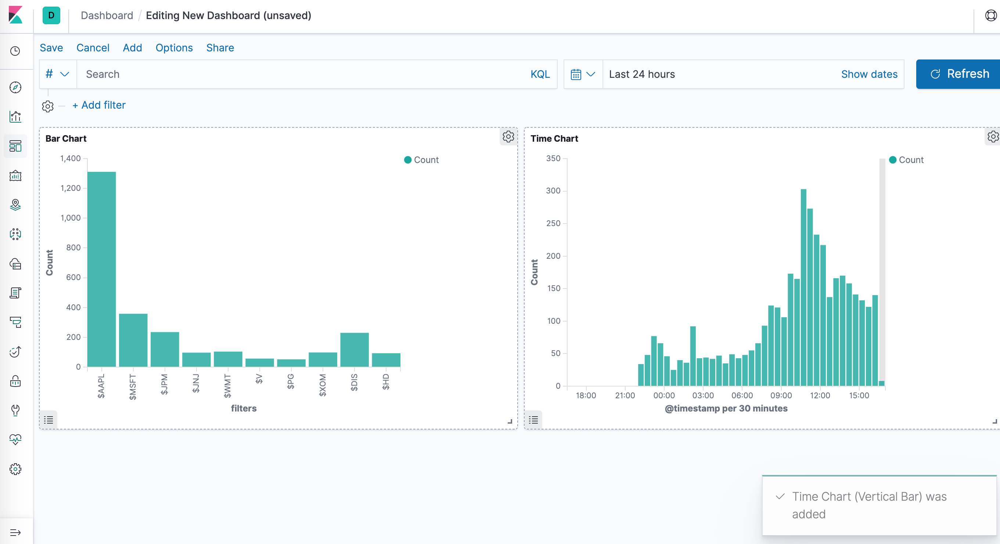 D
Dashboard / Editing New Dashboard (unsaved)
Save Cancel Add Options Share
# Search KQL
Last 24 hours Show dates
Refresh
+ Add filter
Bar Chart
Count
1,400
1,200
1,000
800
600
400
200
0
Count
$AAPL
$MSFT
$JPM
$JNJ
$WMT
$V
$PG
$XOM
$DIS
$HD
filters
Time Chart
Count
350
300
250
200
150
100
50
0
Count
18:00 21:00 00:00 03:00 06:00 09:00 12:00 15:00
@timestamp per 30 minutes
Time Chart (Vertical Bar) was
added